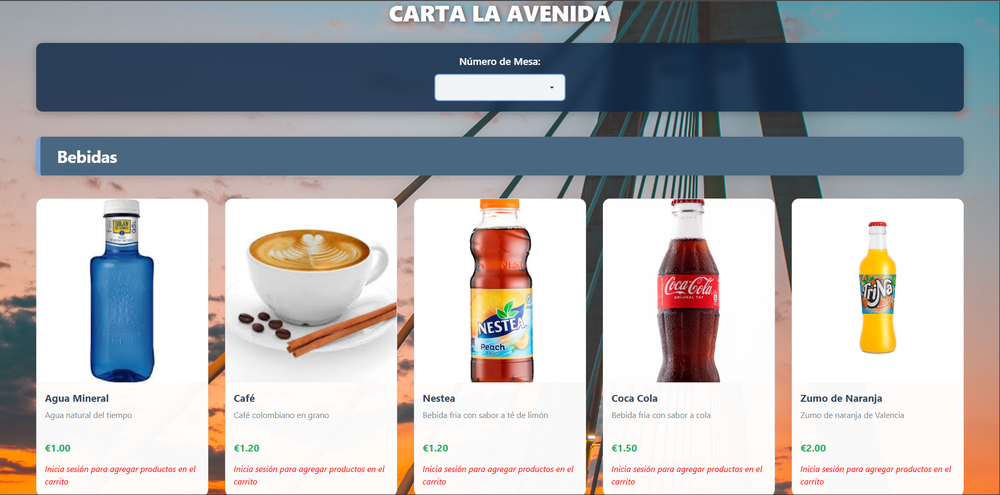 CARTA LA AVENIDA
Número de Mesa:
Bebidas
SOLAN
DE CABRAS
0,5L
NESTEA
Peach
Coca-Cola
ORİJİNAL TAT
TriNa
Agua Mineral
Agua natural del tiempo
€1.00
Inicia sesión para agregar productos en el
carrito
Café
Café colombiano en grano
€1.20
Inicia sesión para agregar productos en el
carrito
Nestea
Bebida fria con sabor a té de limón
€1.20
Inicia sesión para agregar productos en el
carrito
Coca Cola
Bebida fria con sabor a cola
€1.50
Inicia sesión para agregar productos en el
carrito
Zumo de Naranja
Zumo de naranja de Valencia
€2.00
Inicia sesión para agregar productos en el
carrito